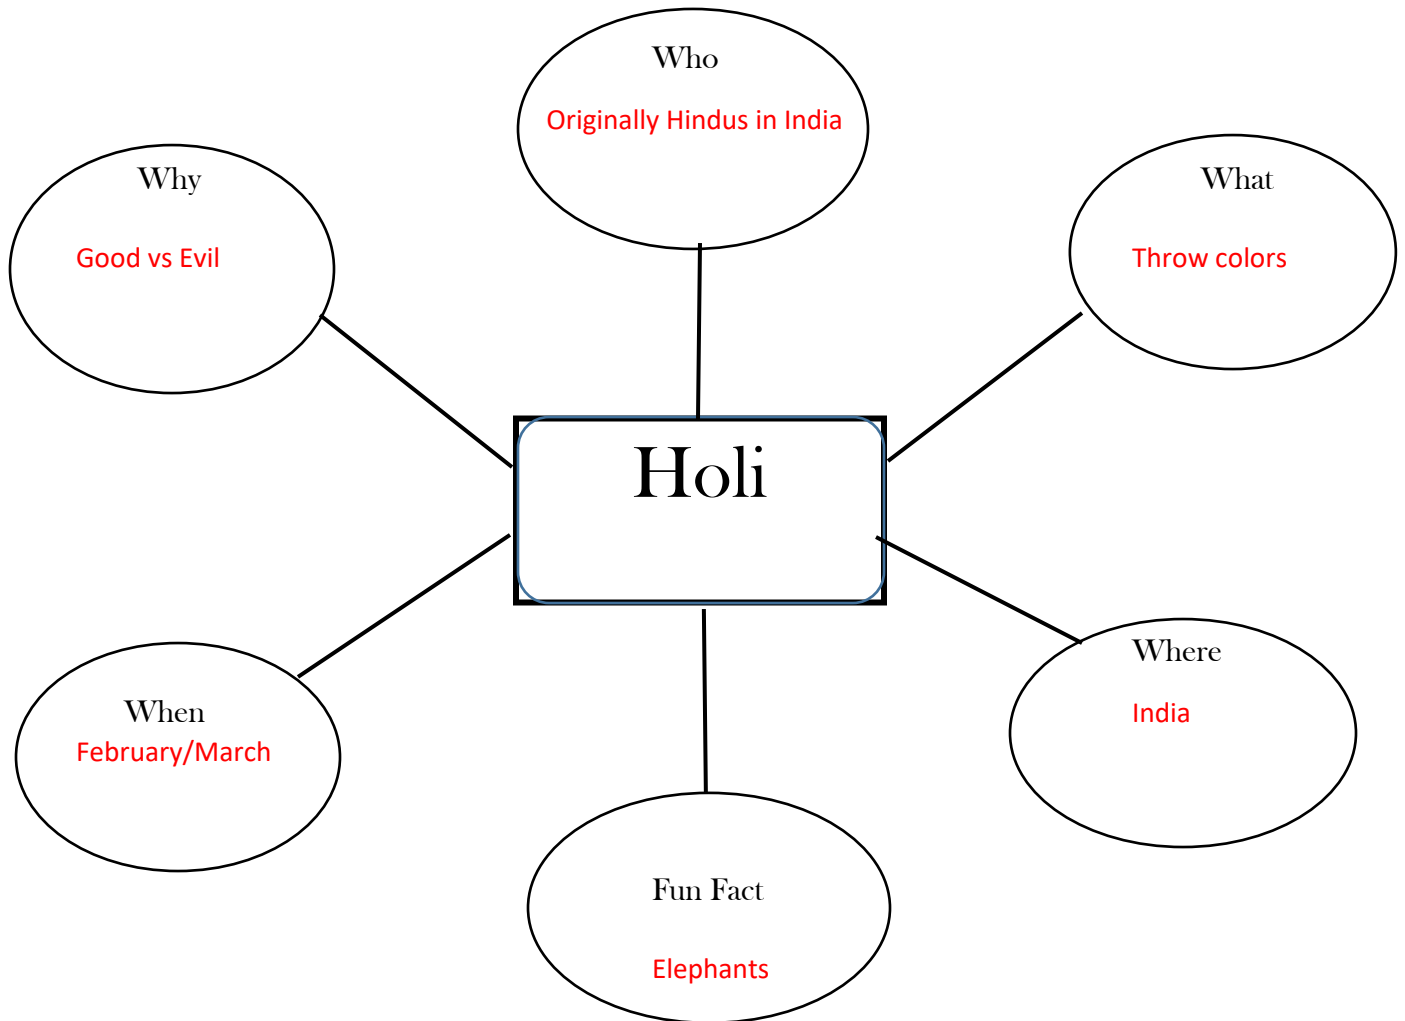 Who
Originally Hindus in India
Why
Good vs Evil
What
Throw colors
Holi
When
February/March
Where
India
Fun Fact
Elephants